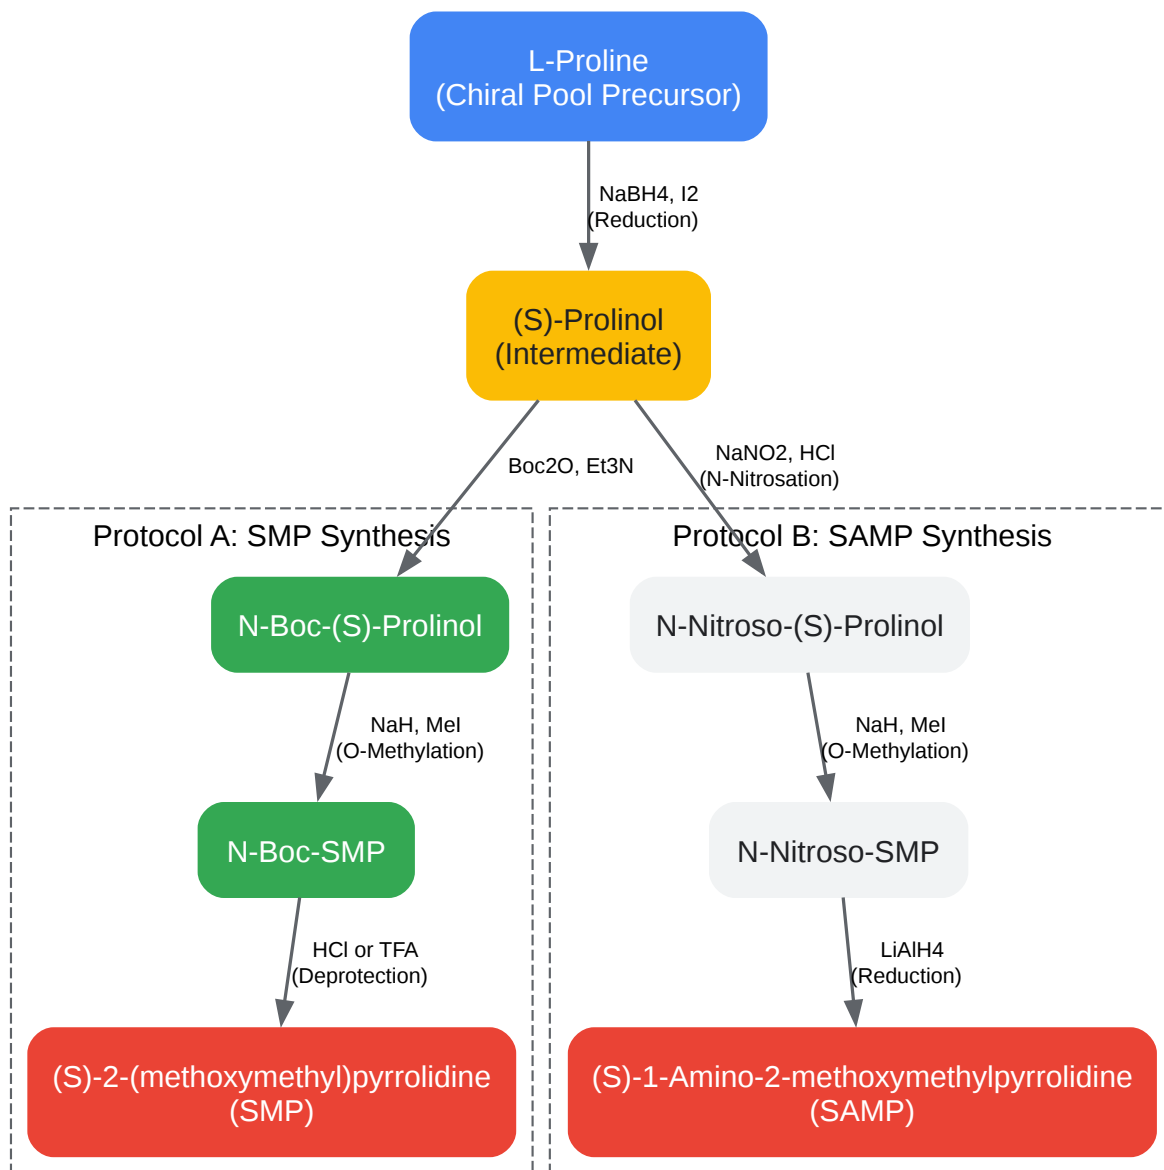 L-Proline
(Chiral Pool Precursor)
NaBH4, I2
(Reduction)
(S)-Prolinol
(Intermediate)
Boc2O, Et3N
NaNO2, HCl
(N-Nitrosation)
Protocol A: SMP Synthesis
Protocol B: SAMP Synthesis
N-Boc-(S)-Prolinol
N-Nitroso-(S)-Prolinol
NaH, MeI
(O-Methylation)
NaH, MeI
(O-Methylation)
N-Boc-SMP
N-Nitroso-SMP
HCl or TFA
(Deprotection)
LiAlH4
(Reduction)
(S)-2-(methoxymethyl)pyrrolidine
(SMP)
(S)-1-Amino-2-methoxymethylpyrrolidine
(SAMP)